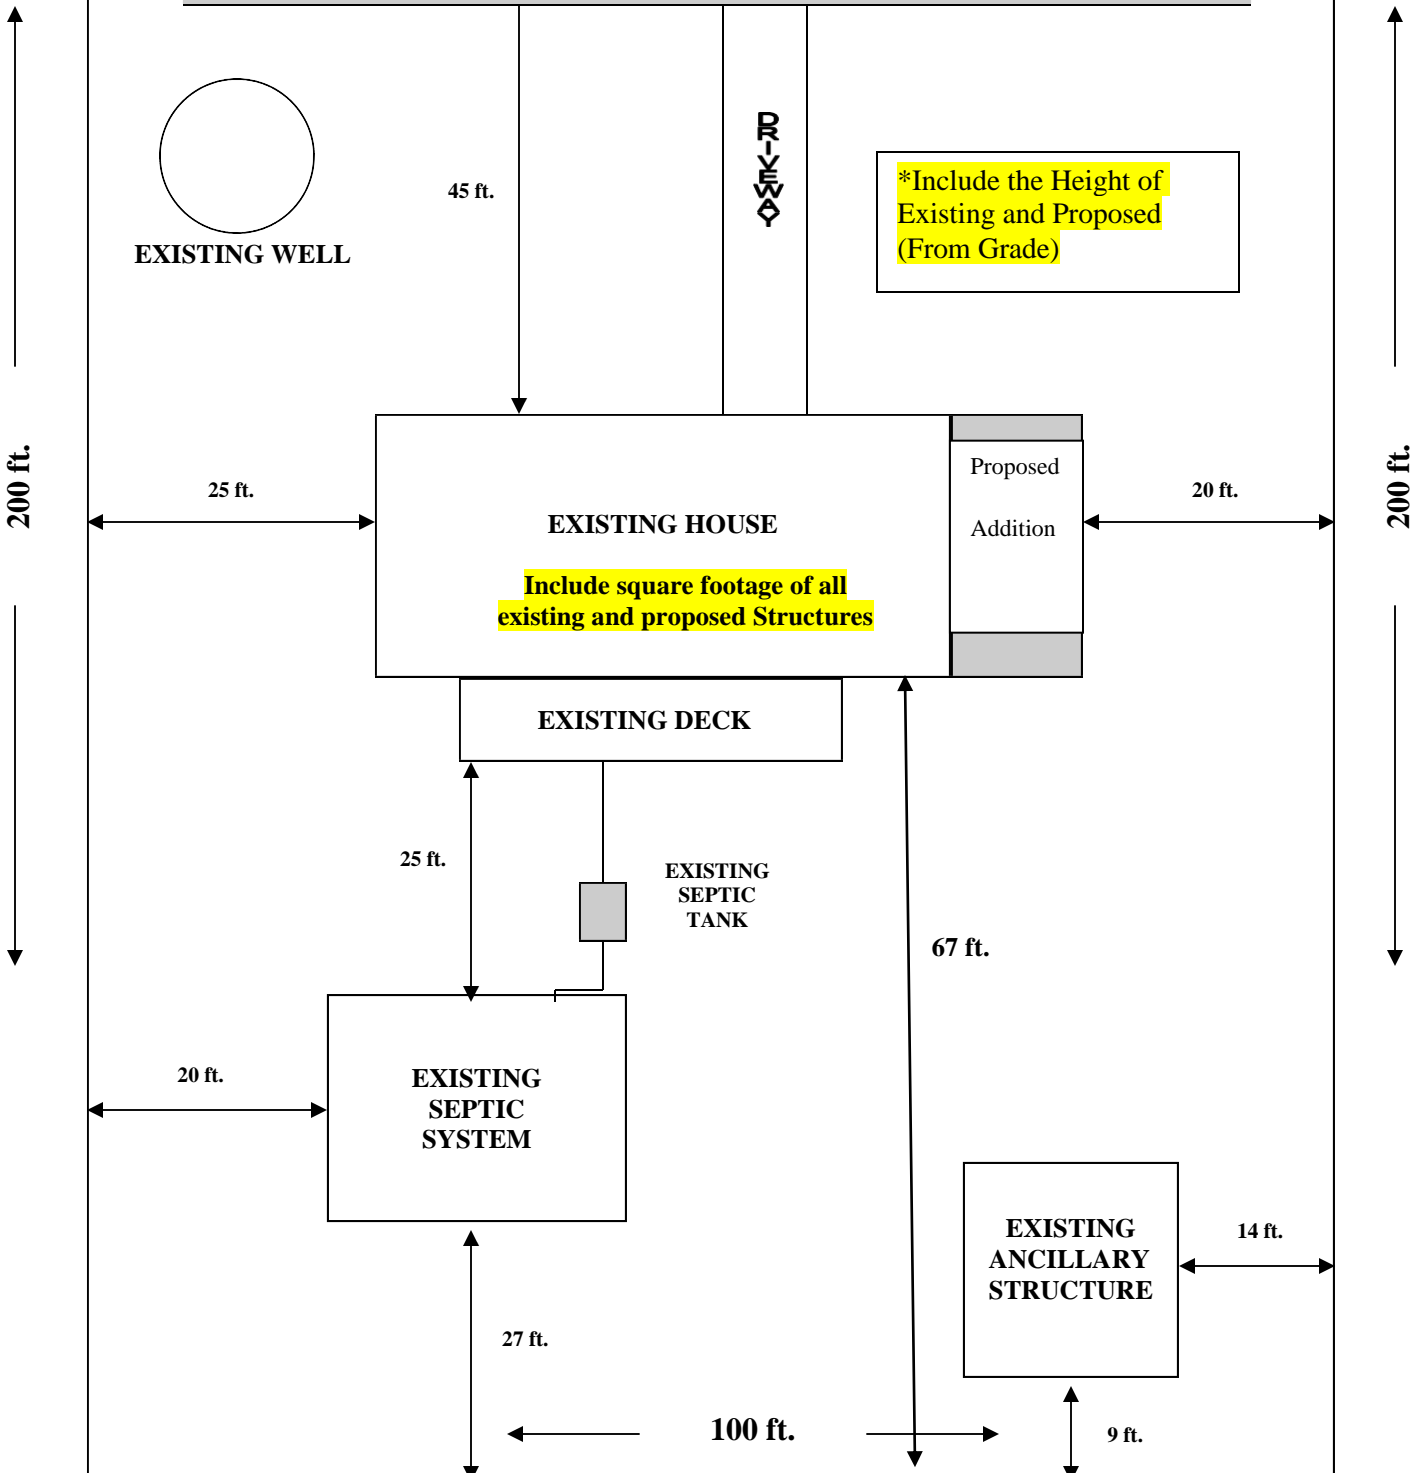 DRIVEWAY
*Include the Height of
Existing and Proposed
(From Grade)
45 ft.
EXISTING WELL
200 ft.
200 ft.
25 ft.
EXISTING HOUSE
Include square footage of all
existing and proposed Structures
Proposed
Addition
20 ft.
EXISTING DECK
25 ft.
EXISTING
SEPTIC
TANK
67 ft.
20 ft.
EXISTING
SEPTIC
SYSTEM
EXISTING
ANCILLARY
STRUCTURE
14 ft.
27 ft.
100 ft.
9 ft.